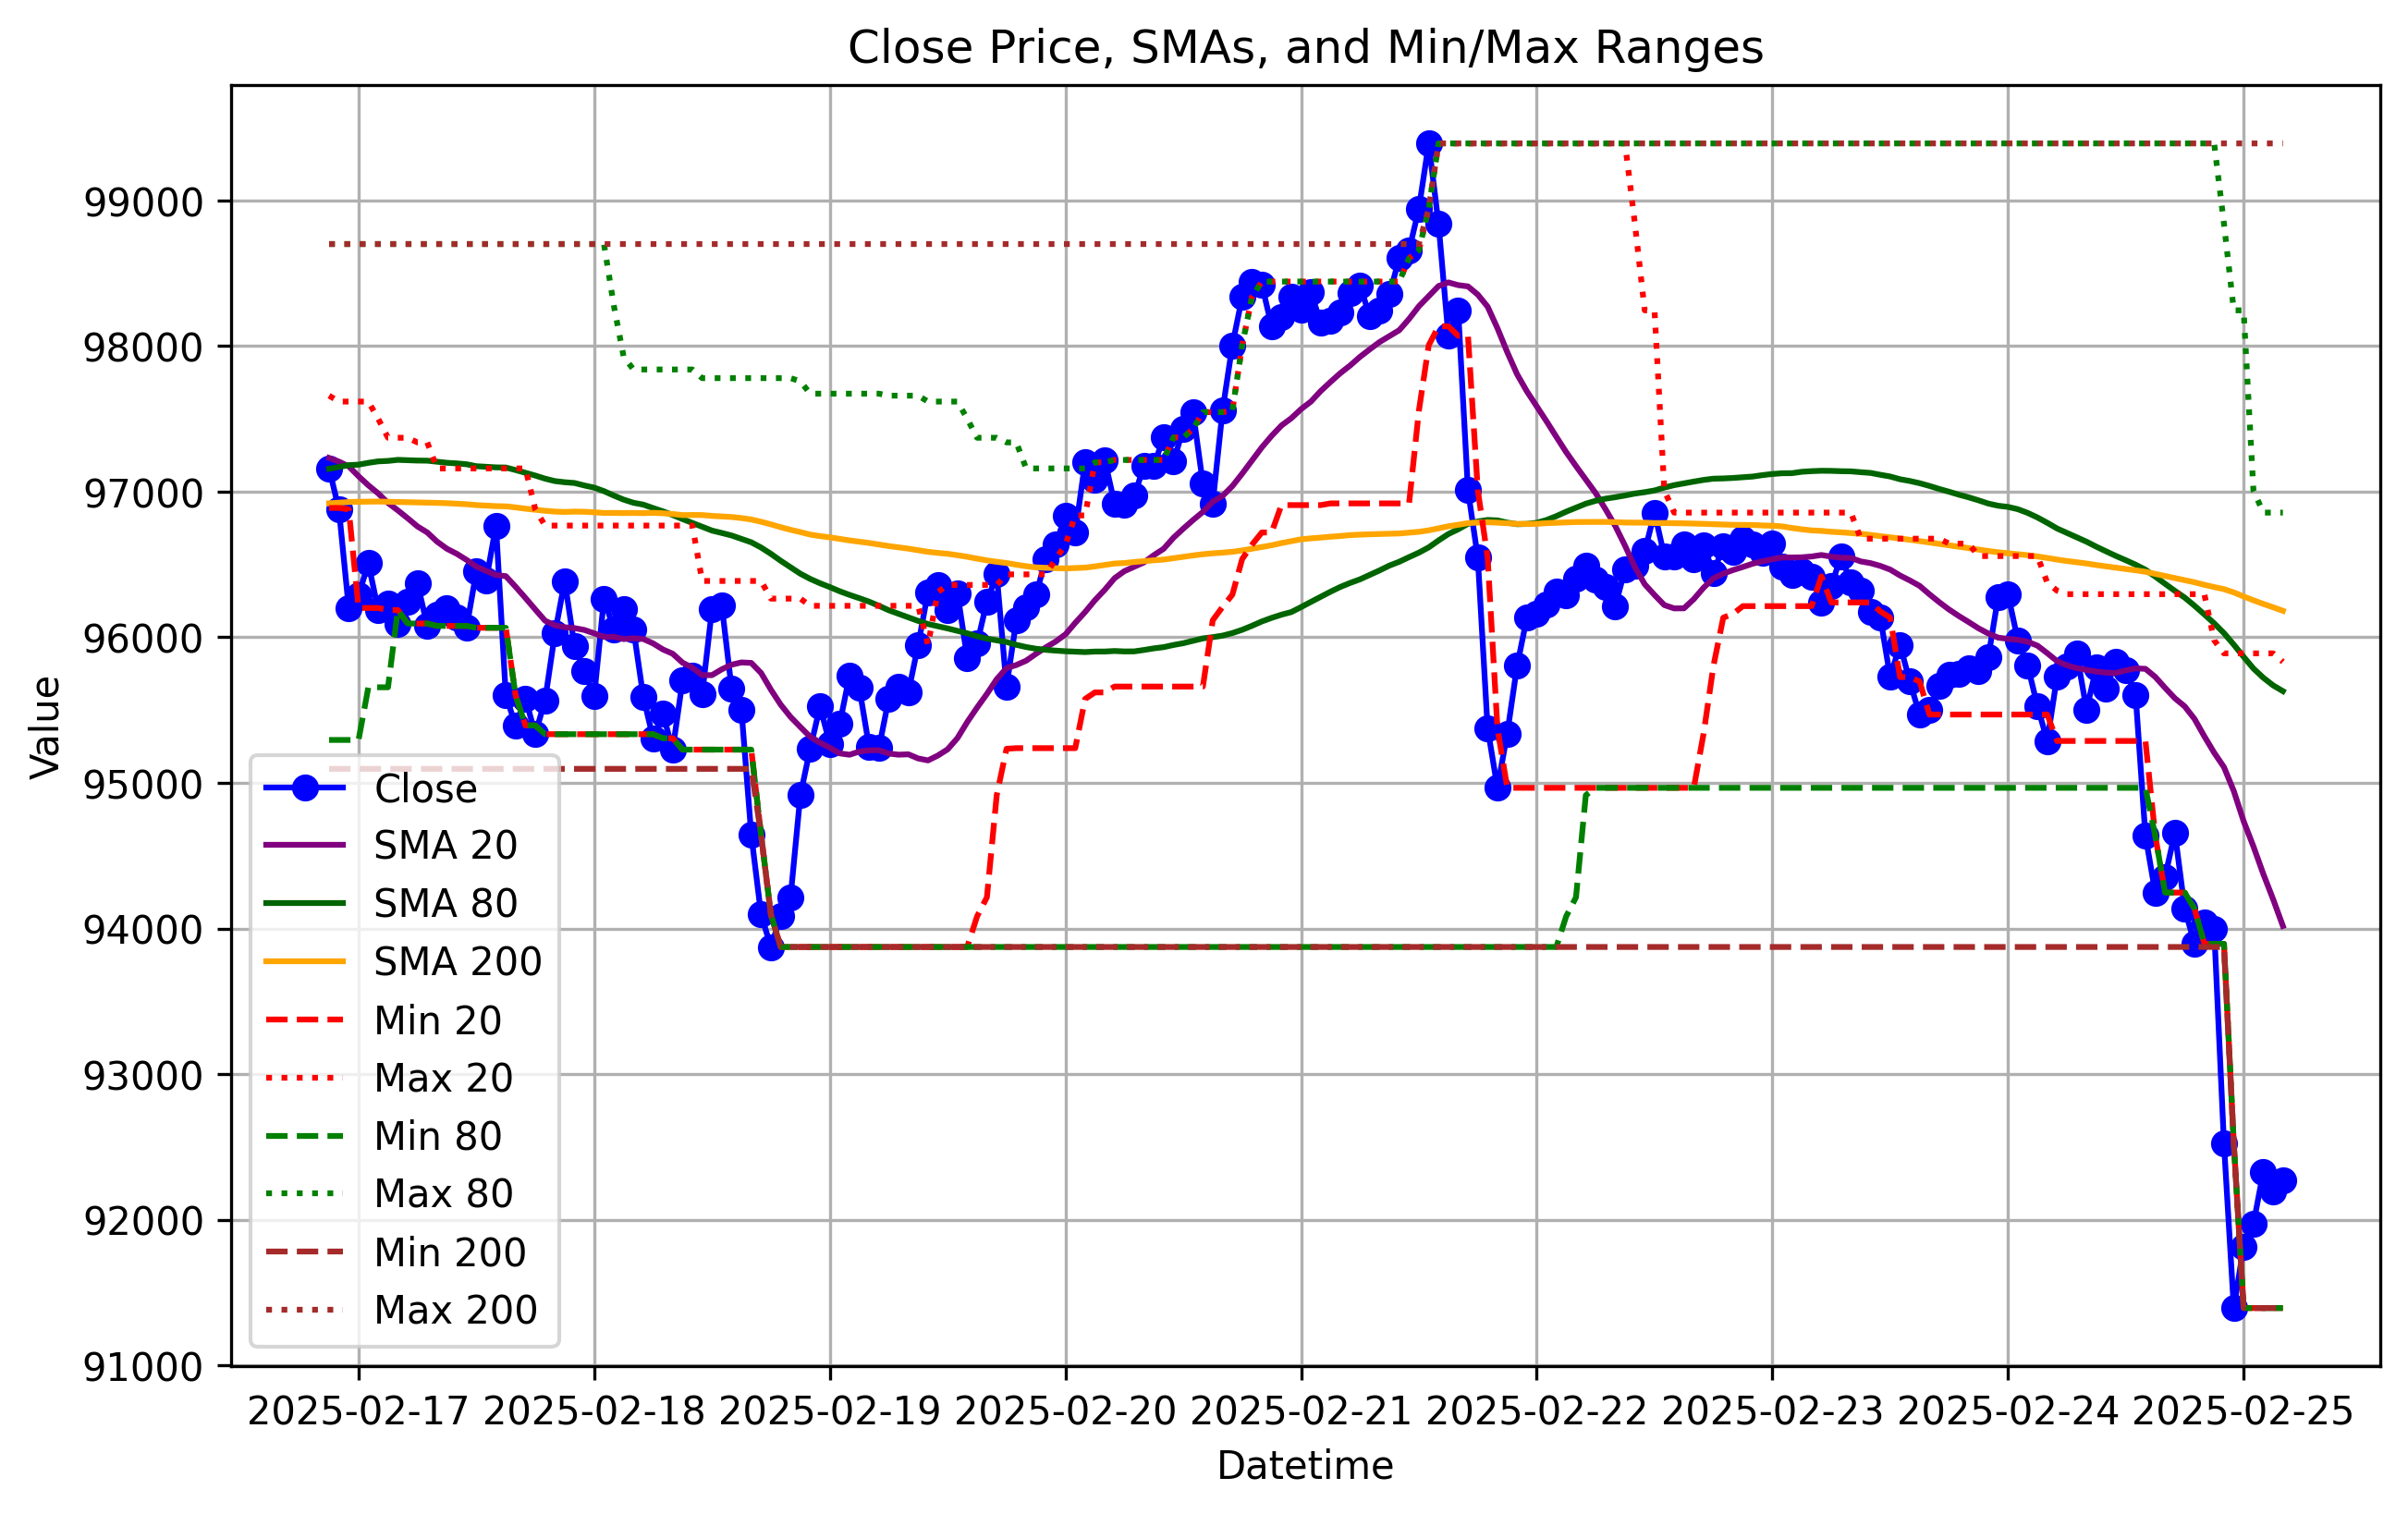 Close Price, SMAs, and Min/Max Ranges
Value
99000
98000
97000
96000
95000
94000
93000
92000
91000
Close
SMA 20
SMA 80
SMA 200
Min 20
Max 20
Min 80
Max 80
Min 200
Max 200
2025-02-17 2025-02-18 2025-02-19 2025-02-20 2025-02-21 2025-02-22 2025-02-23 2025-02-24 2025-02-25
Datetime